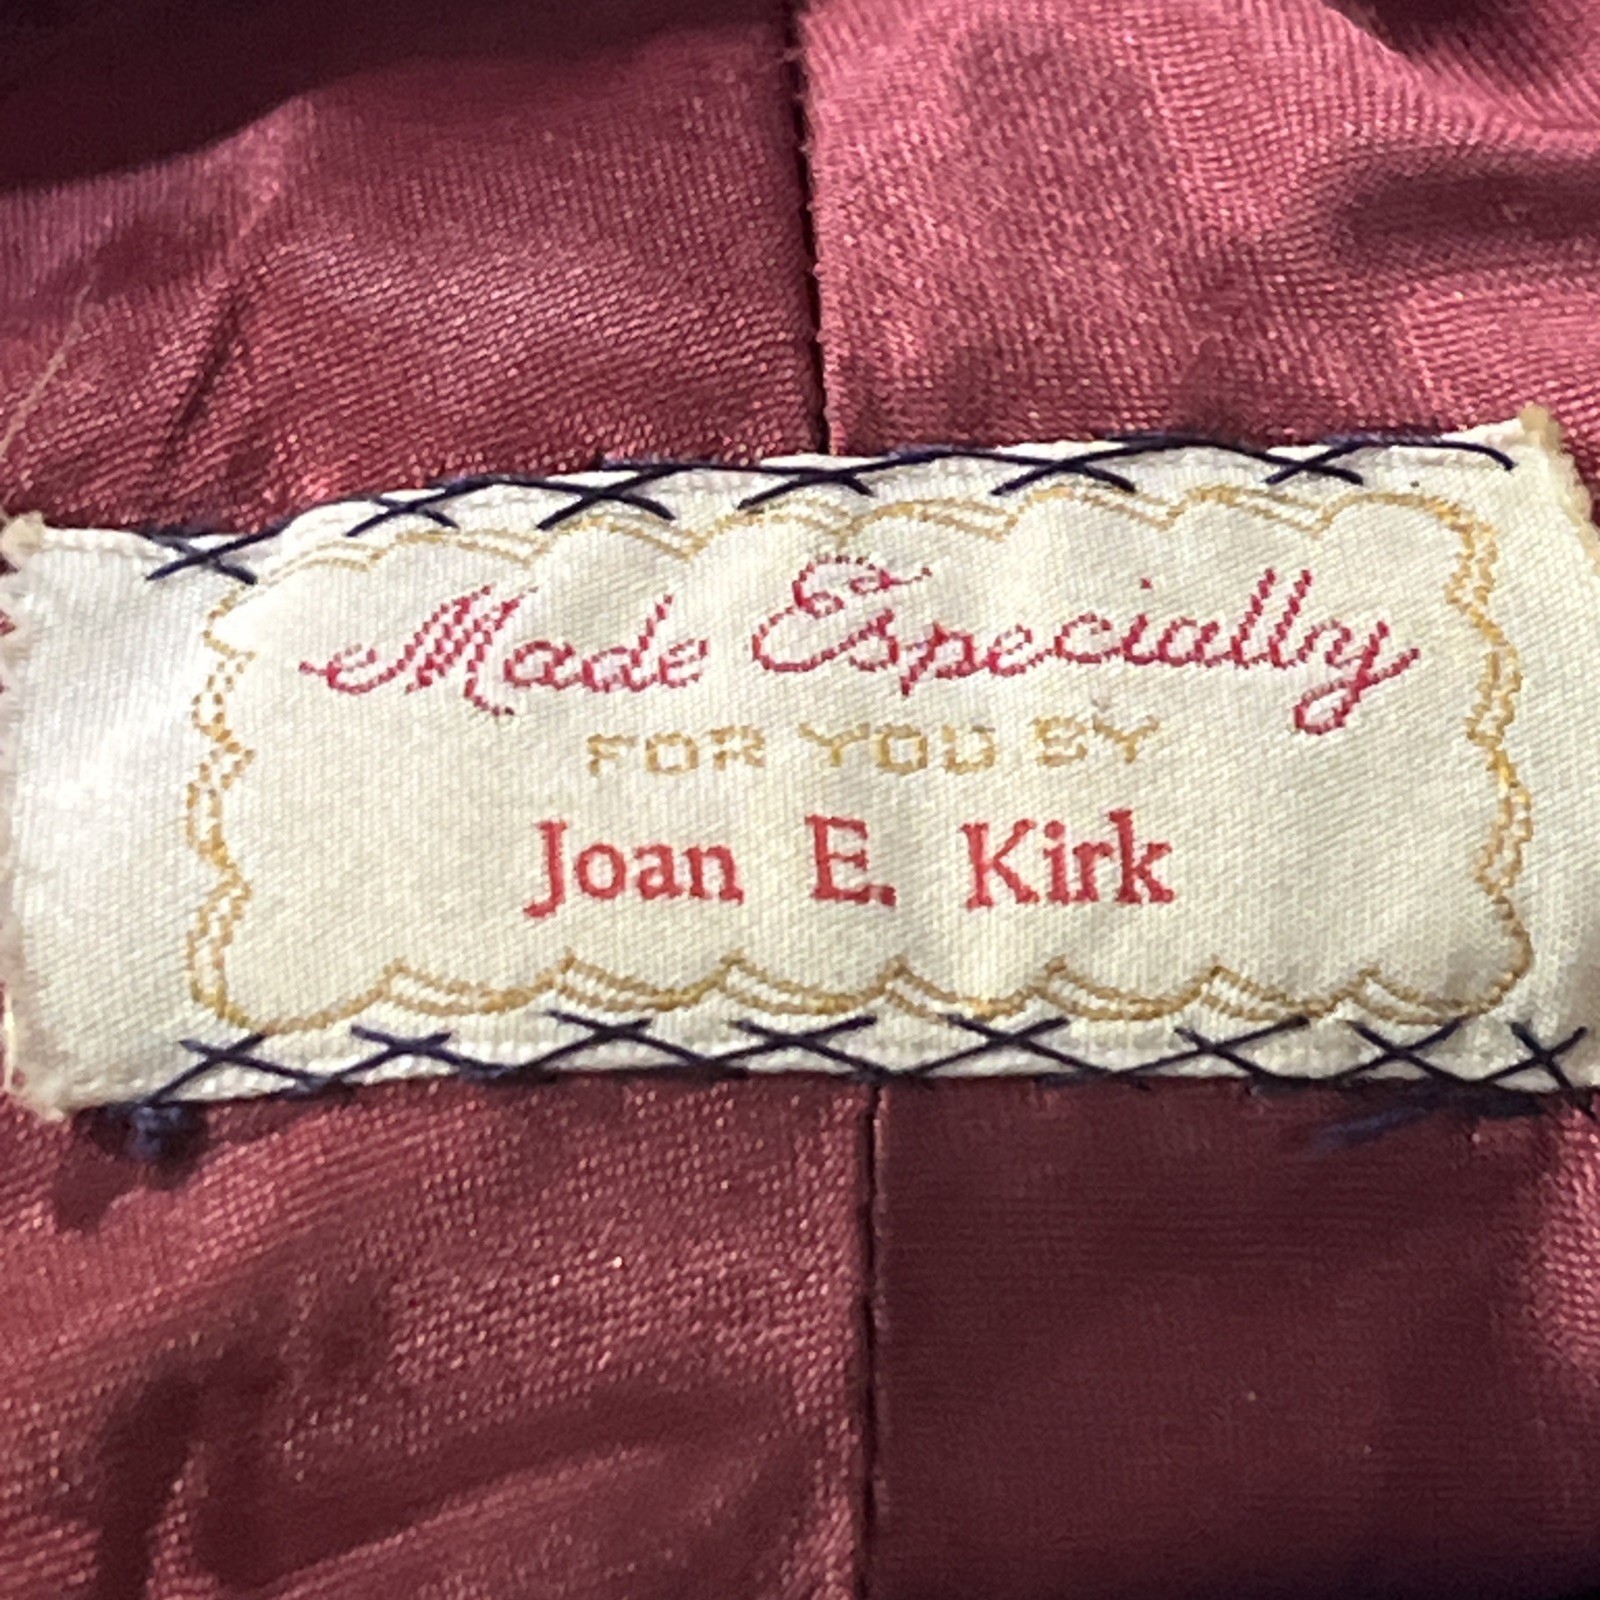 Made Especially
FOR YOU BY
Joan E. Kirk